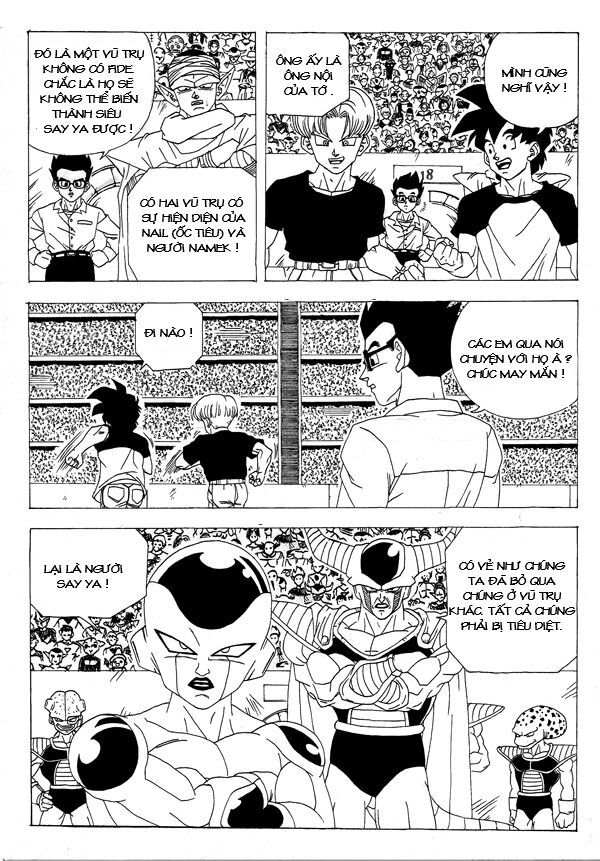 ĐÓ LÀ MỘT VŨ TRỤ
KHÔNG CÓ FIDE .
CHẮC LÀ HỌ SẼ
KHÔNG THỂ BIẾN
THÀNH SIÊU
SAY YA ĐƯỢC !
CÓ HAI VŨ TRỤ CÓ
SỰ HIỆN DIỆN CỦA
NAIL (ỐC TIÊU) VÀ
NGƯỜI NAMEK !
ÔNG ẤY LÀ
ÔNG NỘI
CỦA TỚ .
MÌNH CŨNG
NGHĨ VẬY !
18
ĐI NÀO !
CÁC EM QUA NÓI
CHUYỆN VỚI HỌ À ?
CHÚC MAY MẮN !
LẠI LÀ NGƯỜI
SAY YA !
CÓ VẺ NHƯ CHÚNG
TA ĐÃ BỎ QUA
CHÚNG Ở VŨ TRỤ
KHÁC. TẤT CẢ CHÚNG
PHẢI BỊ TIÊU DIỆT.